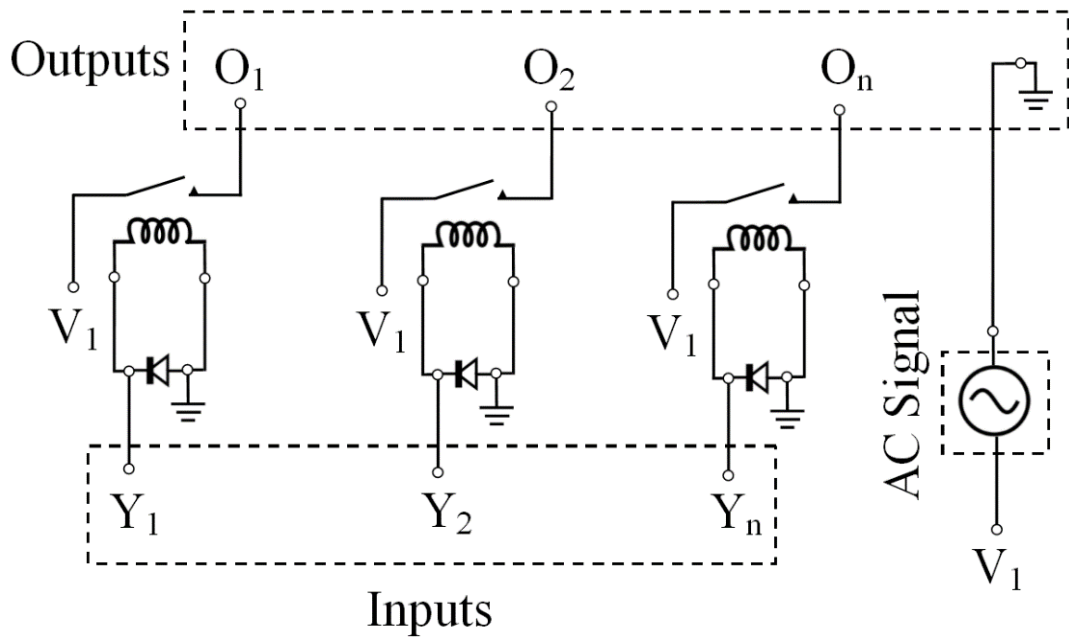 Outputs
O₁ O₂ Oₙ
V₁ V₁ V₁
AC Signal
Y₁ Y₂ Yₙ
V₁
Inputs